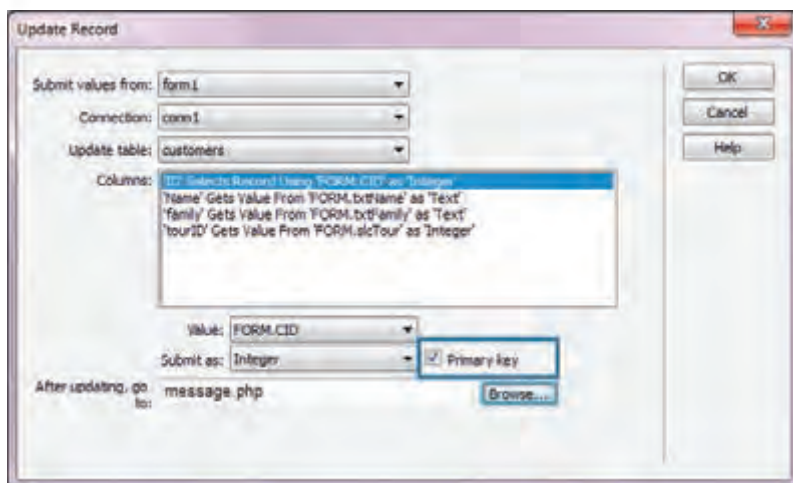 Update Record
Submit values from: form1
Connection: conn1
Update table: customers
Columns: 'ID' Selects Record Using 'FORM.CID' as 'Integer'
'Name' Gets Value From 'FORM.txtName' as 'Text'
'family' Gets Value From 'FORM.txtFamily' as 'Text'
'tourID' Gets Value From 'FORM.slcTour' as 'Integer'
Value: FORM.CID
Submit as: Integer
Primary key
After updating, go to: message.php
Browse...
OK
Cancel
Help